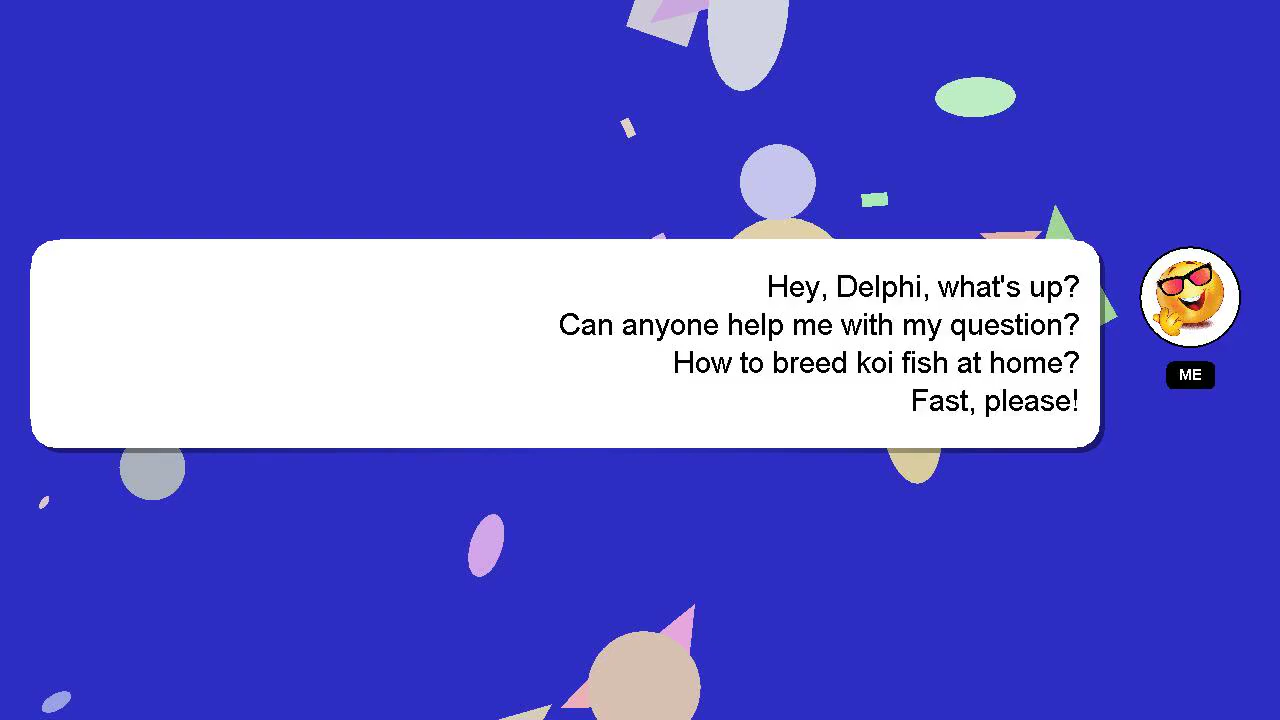 Hey, Delphi, what's up?
Can anyone help me with my question?
How to breed koi fish at home?
Fast, please!
ME